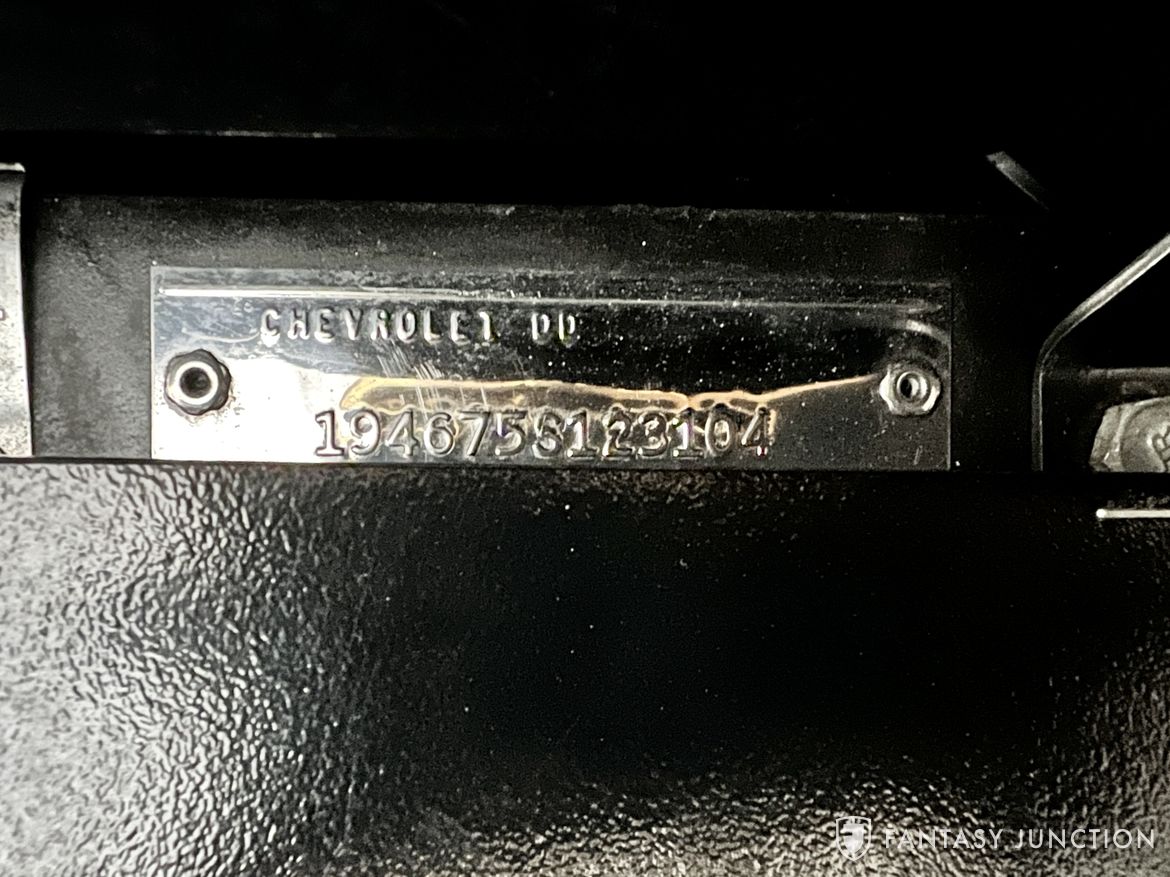 CHEVROLET DD
194675S123104
FANTASY JUNCTION